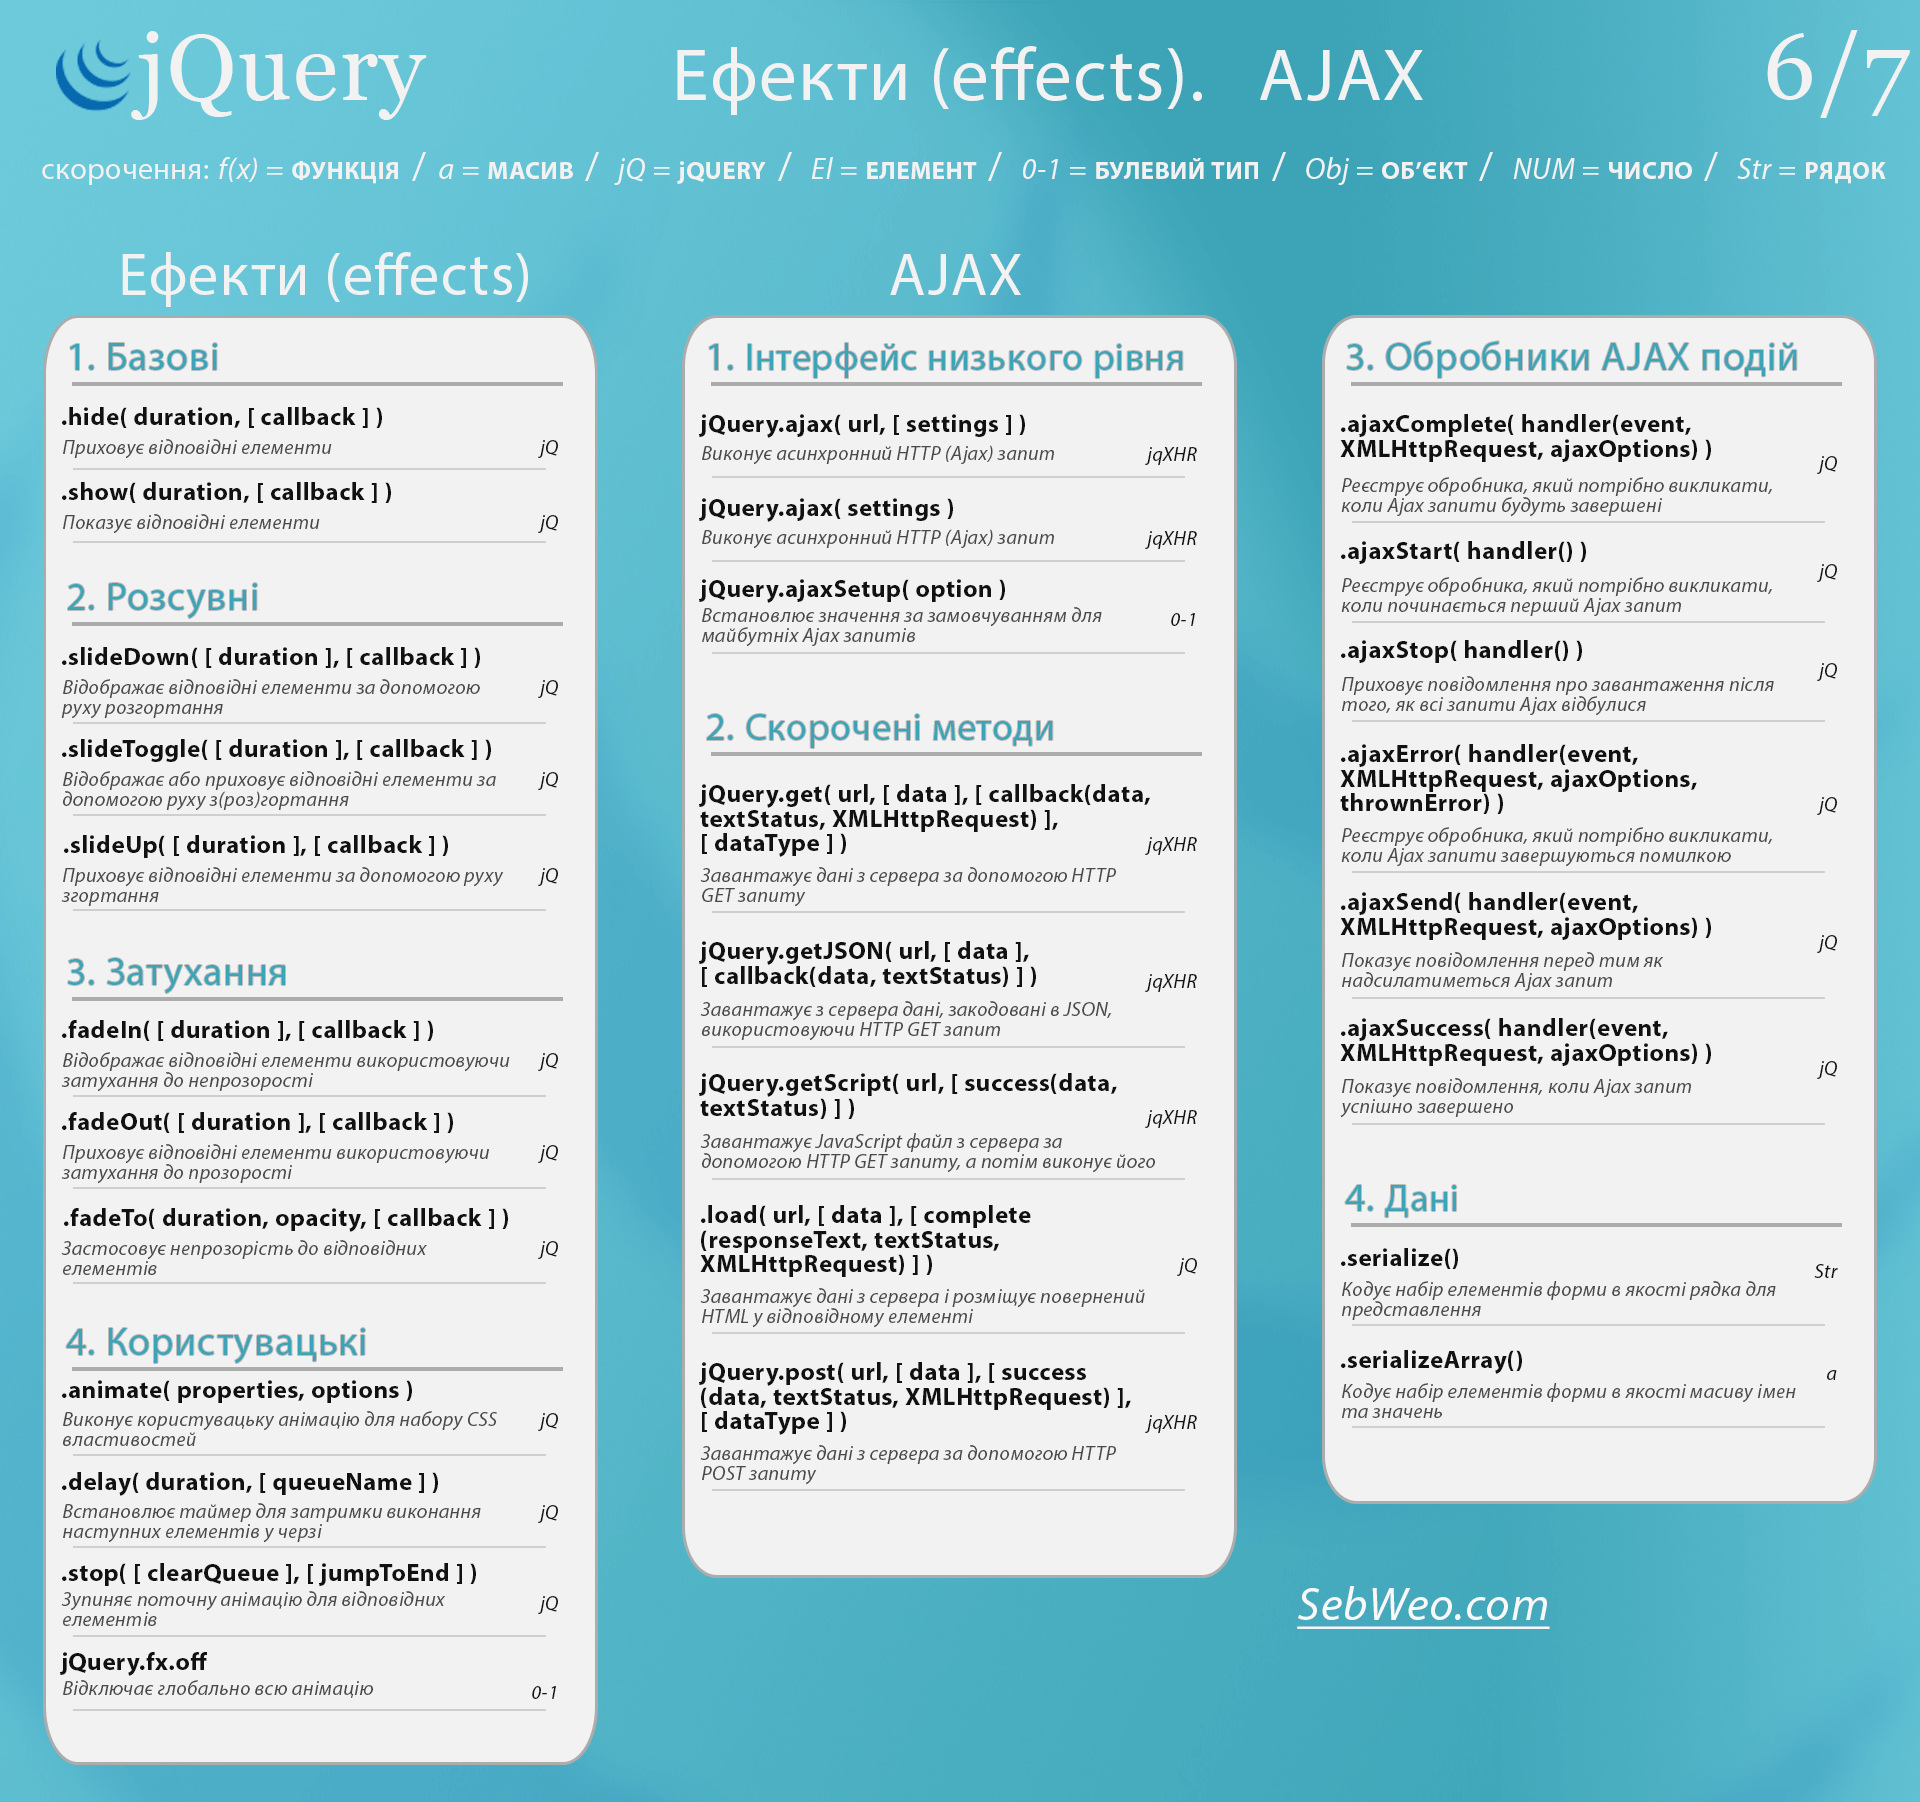 jQuery
Ефекти (effects). AJAX
6/7
скорочення: f(x) = ФУНКЦІЯ / a = МАСИВ / jQ = jQUERY / El = ЕЛЕМЕНТ / 0-1 = БУЛЕВИЙ ТИП / Obj = ОБ’ЄКТ / NUM = ЧИСЛО / Str = РЯДОК
Ефекти (effects)
1. Базові
.hide( duration, [ callback ] )
Приховує відповідні елементи jQ
.show( duration, [ callback ] )
Показує відповідні елементи jQ
2. Розсувні
.slideDown( [ duration ], [ callback ] )
Відображає відповідні елементи за допомогою jQ
руху розгортання
.slideToggle( [ duration ], [ callback ] )
Відображає або приховує відповідні елементи за jQ
допомогою руху з(роз)гортання
.slideUp( [ duration ], [ callback ] )
Приховує відповідні елементи за допомогою руху jQ
згортання
3. Затухання
.fadeIn( [ duration ], [ callback ] )
Відображає відповідні елементи використовуючи jQ
затухання до непрозорості
.fadeOut( [ duration ], [ callback ] )
Приховує відповідні елементи використовуючи jQ
затухання до прозорості
.fadeTo( duration, opacity, [ callback ] )
Застосовує непрозорість до відповідних jQ
елементів
4. Користувацькі
.animate( properties, options )
Виконує користувацьку анімацію для набору CSS jQ
властивостей
.delay( duration, [ queueName ] )
Встановлює таймер для затримки виконання jQ
наступних елементів у черзі
.stop( [ clearQueue ], [ jumpToEnd ] )
Зупиняє поточну анімацію для відповідних jQ
елементів
jQuery.fx.off
Відключає глобально всю анімацію 0-1
AJAX
1. Інтерфейс низького рівня
jQuery.ajax( url, [ settings ] )
Виконує асинхронний HTTP (Ajax) запит jqXHR
jQuery.ajax( settings )
Виконує асинхронний HTTP (Ajax) запит jqXHR
jQuery.ajaxSetup( option )
Встановлює значення за замовчуванням для 0-1
майбутніх Ajax запитів
2. Скорочені методи
jQuery.get( url, [ data ], [ callback(data,
textStatus, XMLHttpRequest) ],
[ dataType ] ) jqXHR
Завантажує дані з сервера за допомогою HTTP
GET запиту
jQuery.getJSON( url, [ data ],
[ callback(data, textStatus) ] ) jqXHR
Завантажує з сервера дані, закодовані в JSON,
використовуючи HTTP GET запит
jQuery.getScript( url, [ success(data,
textStatus) ] ) jqXHR
Завантажує JavaScript файл з сервера за
допомогою HTTP GET запиту, а потім виконує його
.load( url, [ data ], [ complete
(responseText, textStatus,
XMLHttpRequest) ] ) jQ
Завантажує дані з сервера і розміщує повернений
HTML у відповідному елементі
jQuery.post( url, [ data ], [ success
(data, textStatus, XMLHttpRequest) ],
[ dataType ] ) jqXHR
Завантажує дані з сервера за допомогою HTTP
POST запиту
3. Обробники AJAX подій
.ajaxComplete( handler(event,
XMLHttpRequest, ajaxOptions) ) jQ
Реєструє обробника, який потрібно викликати,
коли Ajax запити будуть завершені
.ajaxStart( handler() ) jQ
Реєструє обробника, який потрібно викликати,
коли починається перший Ajax запит
.ajaxStop( handler() ) jQ
Приховує повідомлення про завантаження після
того, як всі запити Ajax відбулися
.ajaxError( handler(event,
XMLHttpRequest, ajaxOptions,
thrownError) ) jQ
Реєструє обробника, який потрібно викликати,
коли Ajax запити завершуються помилкою
.ajaxSend( handler(event,
XMLHttpRequest, ajaxOptions) ) jQ
Показує повідомлення перед тим як
надсилатиметься Ajax запит
.ajaxSuccess( handler(event,
XMLHttpRequest, ajaxOptions) ) jQ
Показує повідомлення, коли Ajax запит
успішно завершено
4. Дані
.serialize() Str
Кодує набір елементів форми в якості рядка для
представлення
.serializeArray() a
Кодує набір елементів форми в якості масиву імен
та значень
SebWeo.com